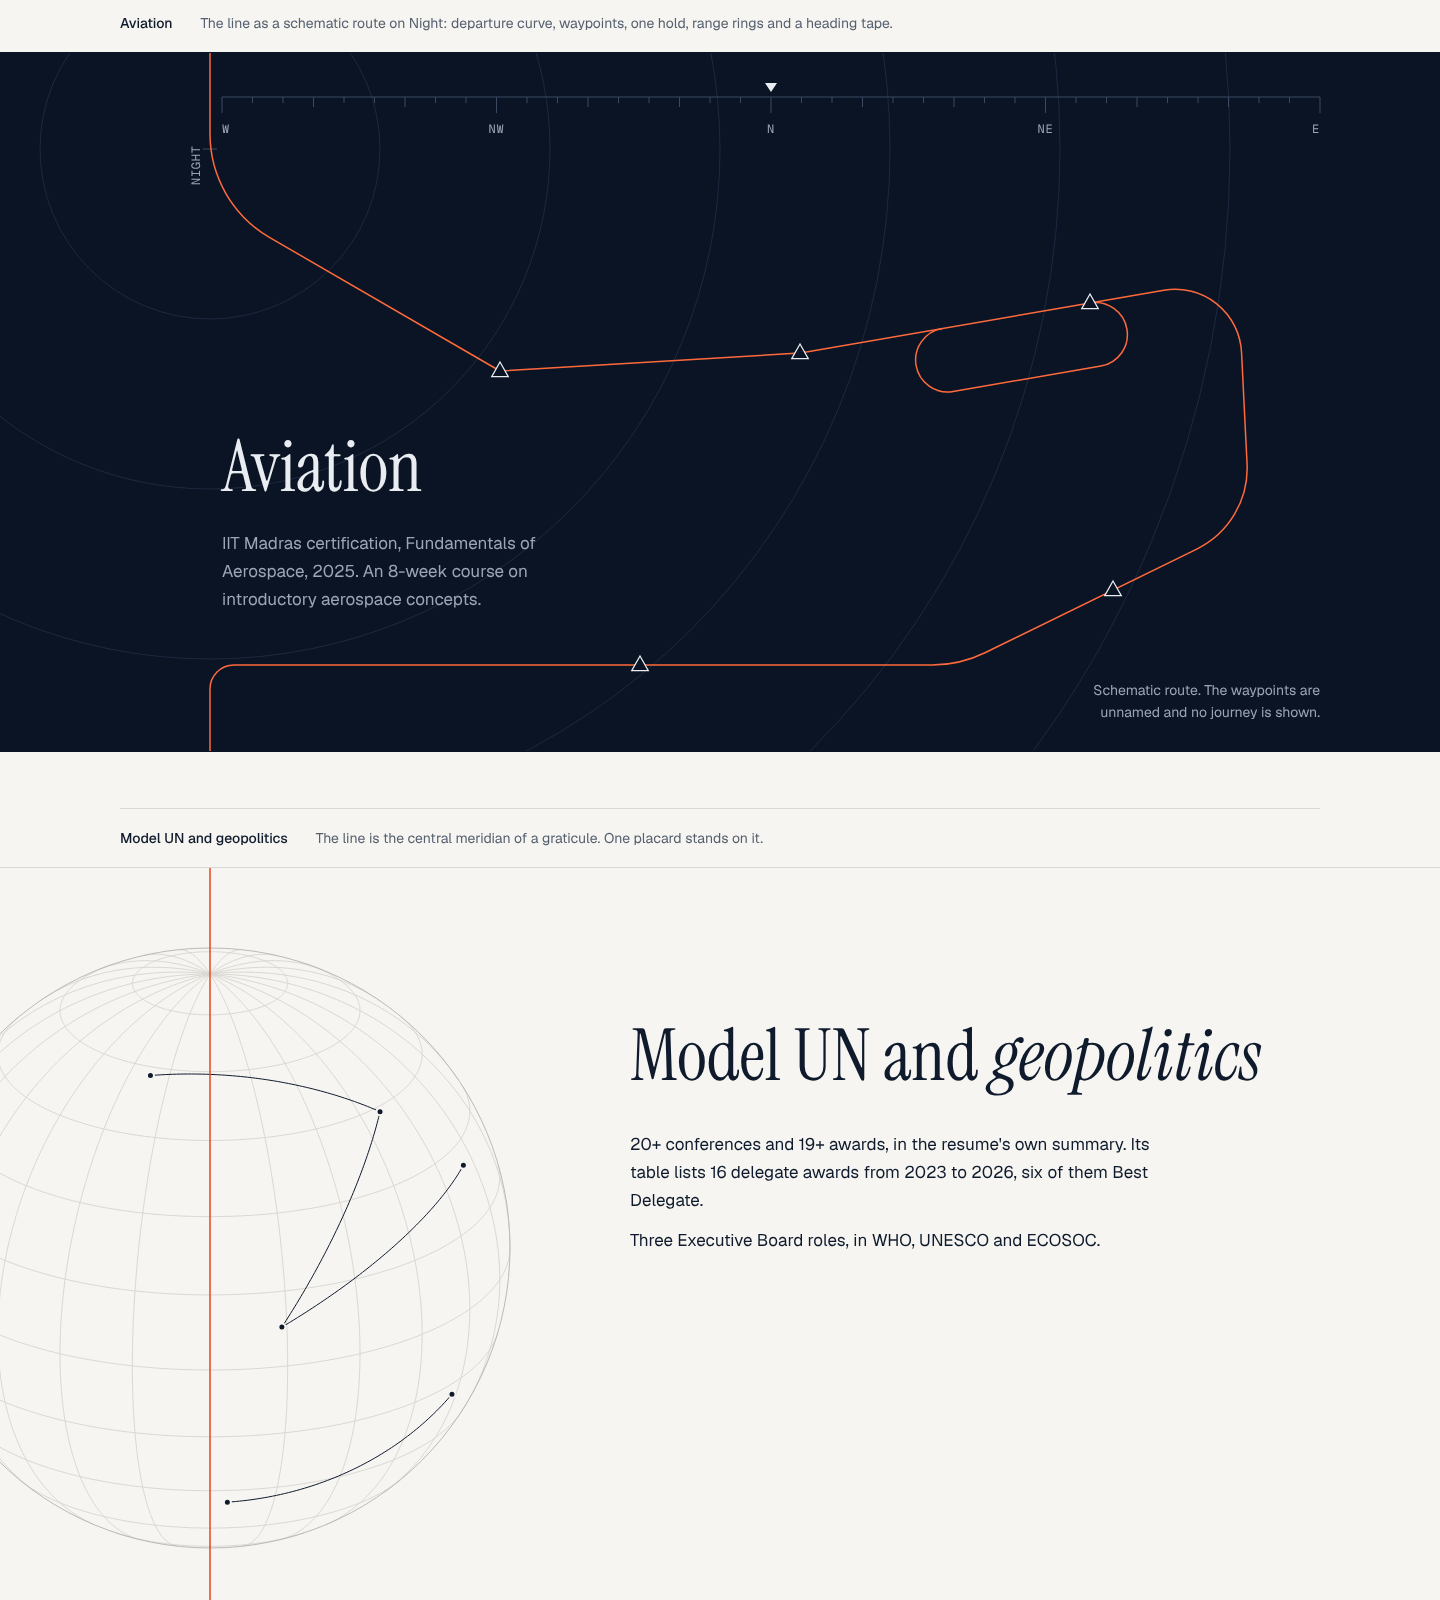 Aviation The line as a schematic route on Night: departure curve, waypoints, one hold, range rings and a heading tape.
W NW N NE E
NIGHT
Aviation
IIT Madras certification, Fundamentals of
Aerospace, 2025. An 8-week course on
introductory aerospace concepts.
Schematic route. The waypoints are
unnamed and no journey is shown.
Model UN and geopolitics The line is the central meridian of a graticule. One placard stands on it.
Model UN and geopolitics
20+ conferences and 19+ awards, in the resume's own summary. Its
table lists 16 delegate awards from 2023 to 2026, six of them Best
Delegate.
Three Executive Board roles, in WHO, UNESCO and ECOSOC.